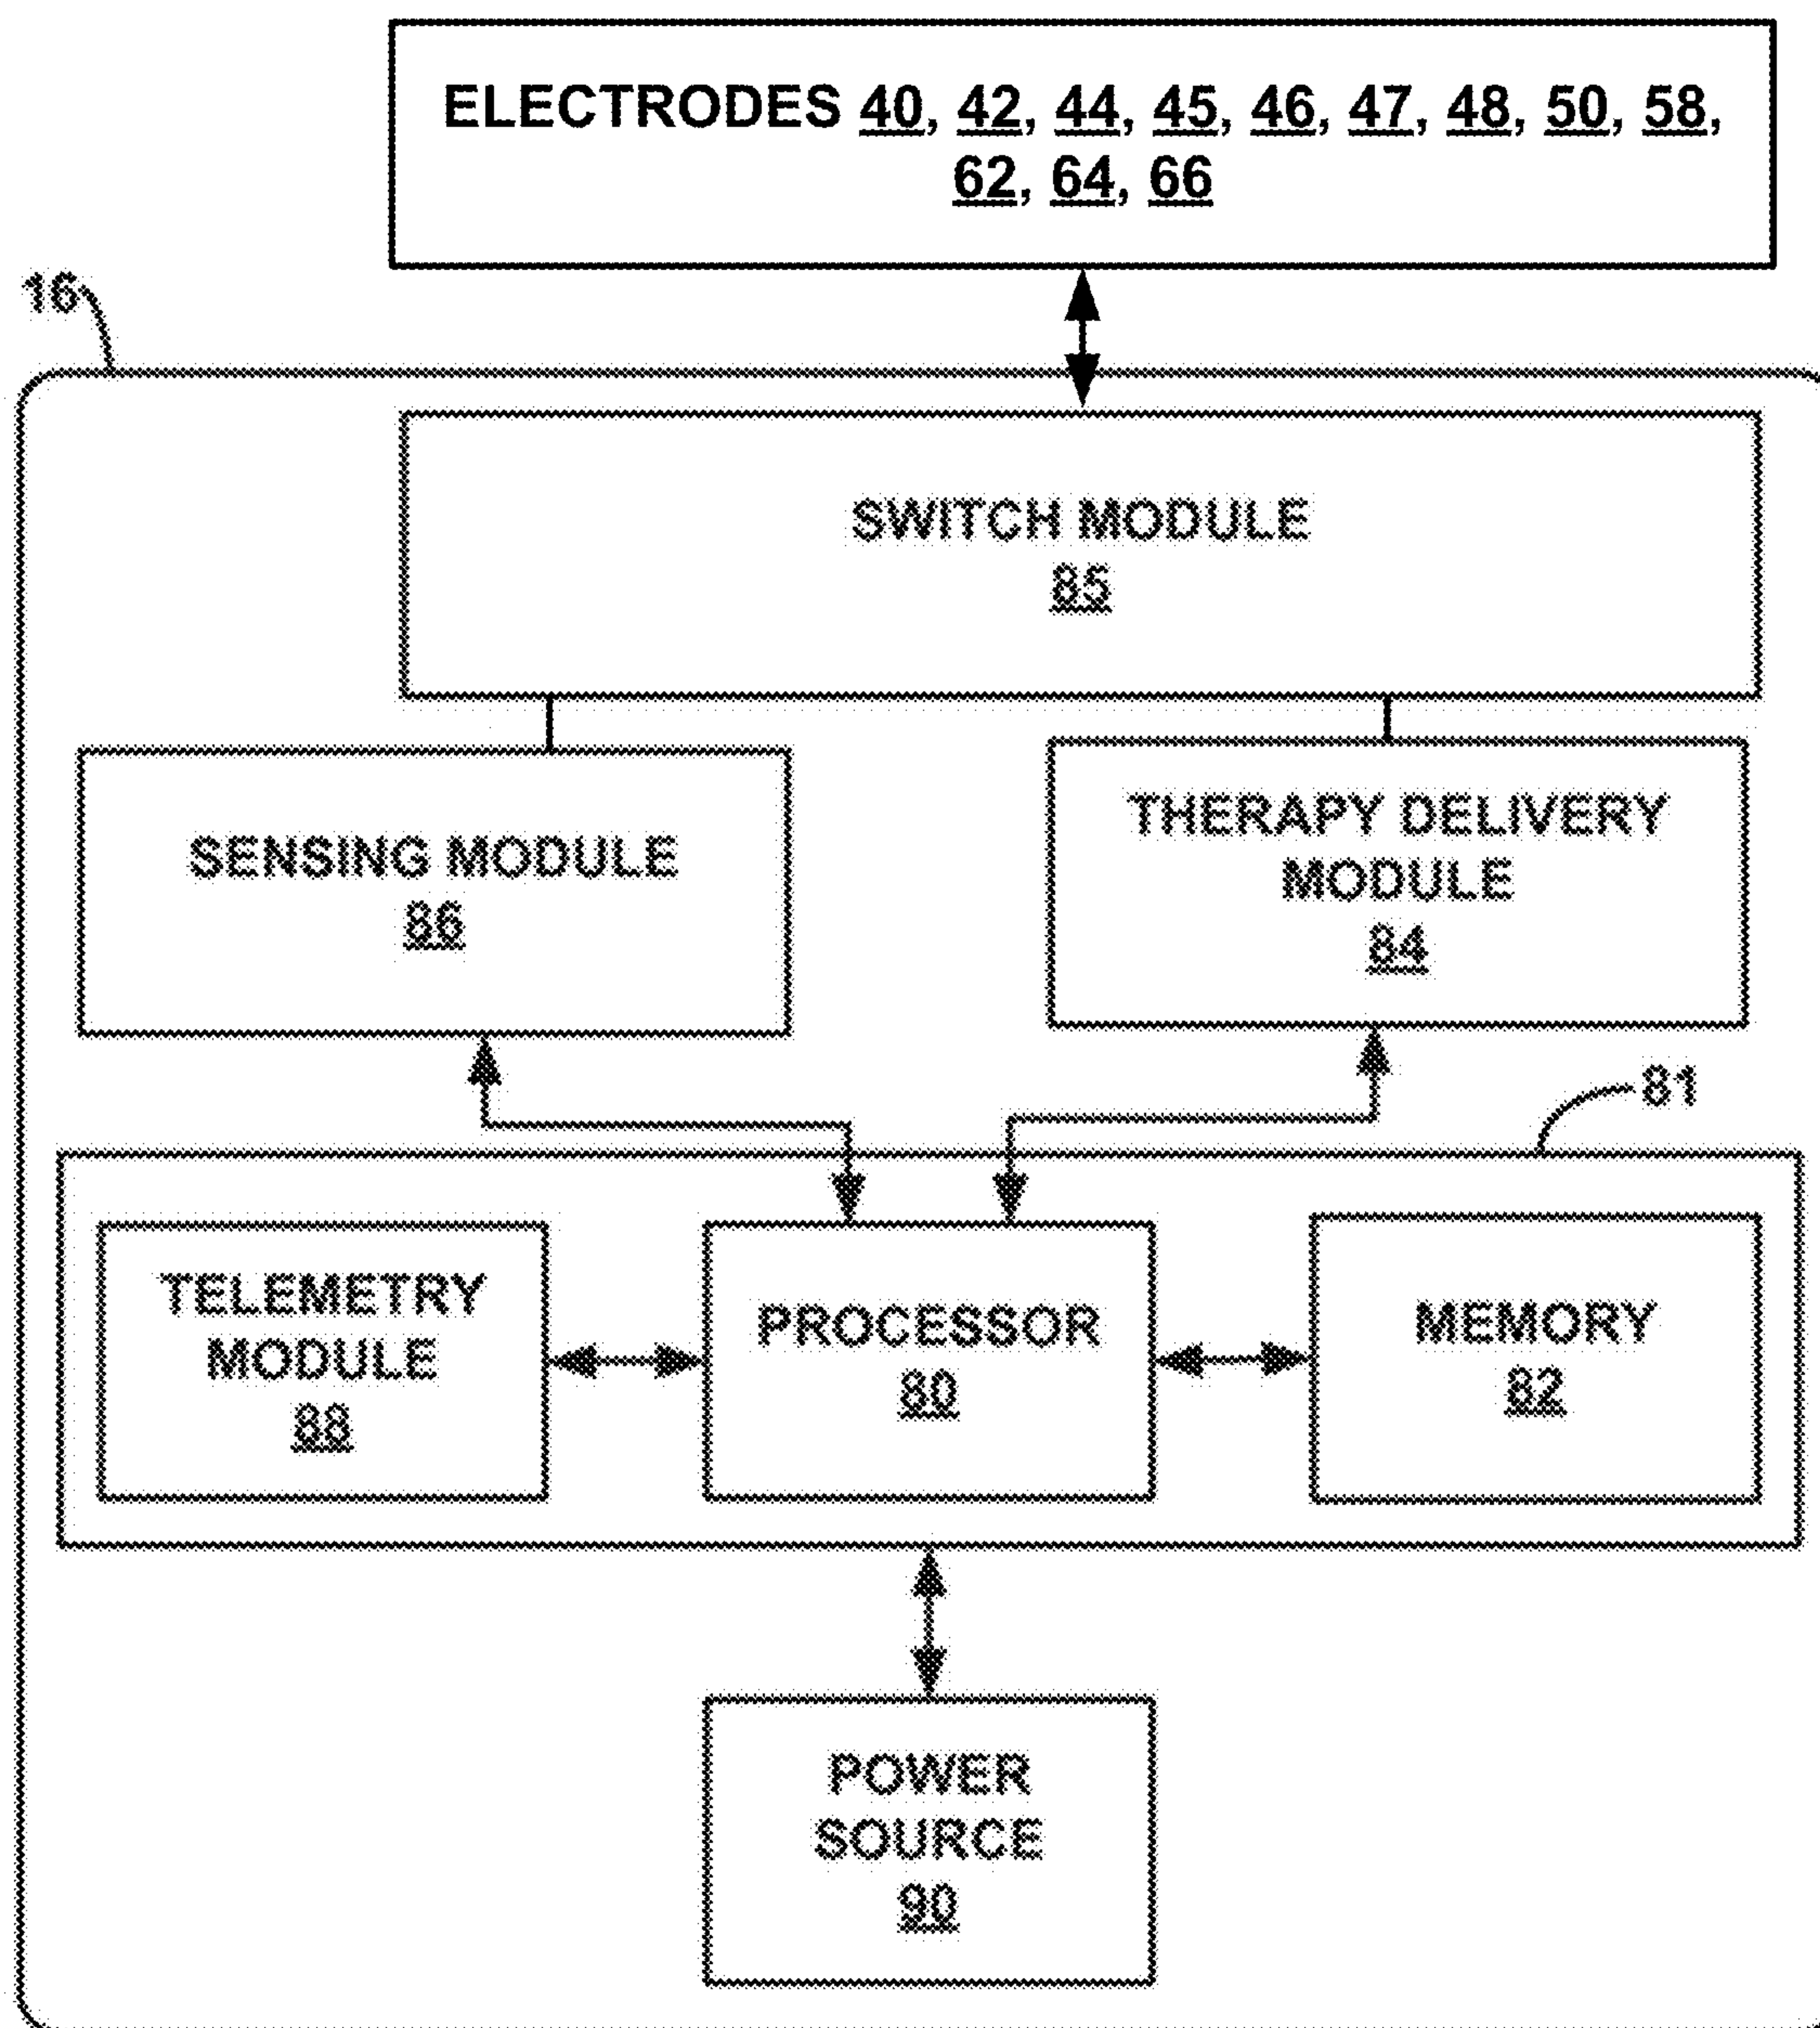 ELECTRODES 40, 42, 44, 45, 46, 47, 48, 50, 58,
62, 64, 66
16
SWITCH MODULE
85
SENSING MODULE
86
THERAPY DELIVERY
MODULE
84
81
TELEMETRY
MODULE
88
PROCESSOR
80
MEMORY
82
POWER
SOURCE
90